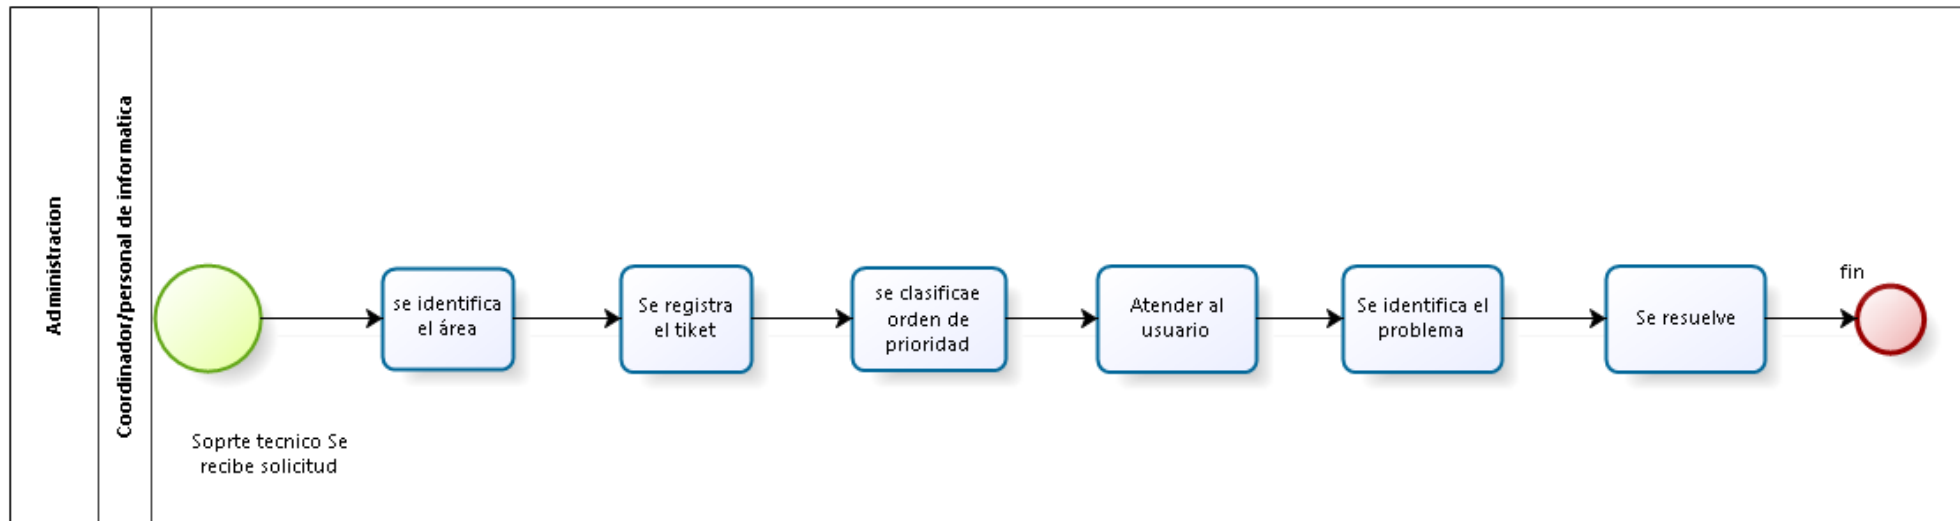 Administracion
Coordinador/personal de informatica
Soprte tecnico Se
recibe solicitud
se identifica
el área
Se registra
el tiket
se clasificae
orden de
prioridad
Atender al
usuario
Se identifica el
problema
Se resuelve
fin